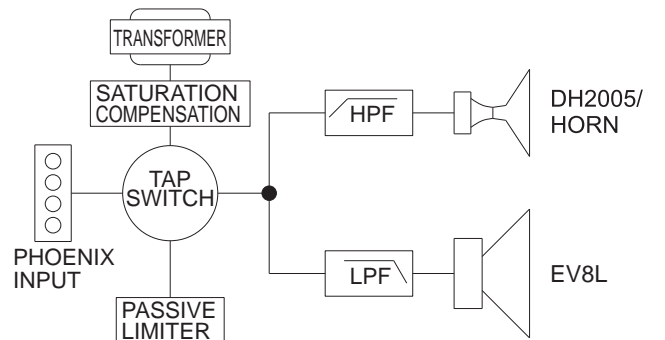 TRANSFORMER
SATURATION
COMPENSATION
TAP
SWITCH
PHOENIX
INPUT
PASSIVE
LIMITER
HPF
DH2005/
HORN
LPF
EV8L